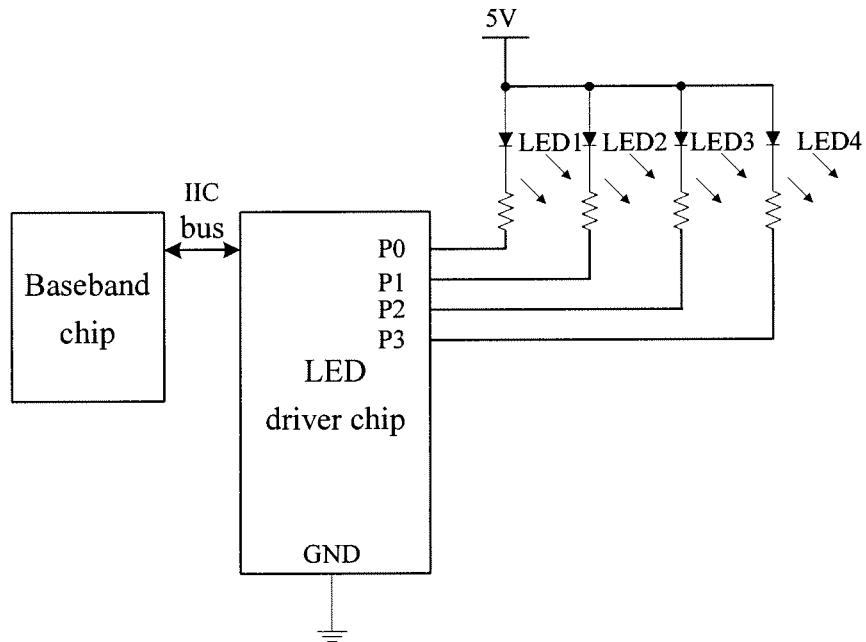 5V
LED1
LED2
LED3
LED4
IIC
bus
Baseband
chip
P0
P1
P2
P3
LED
driver chip
GND